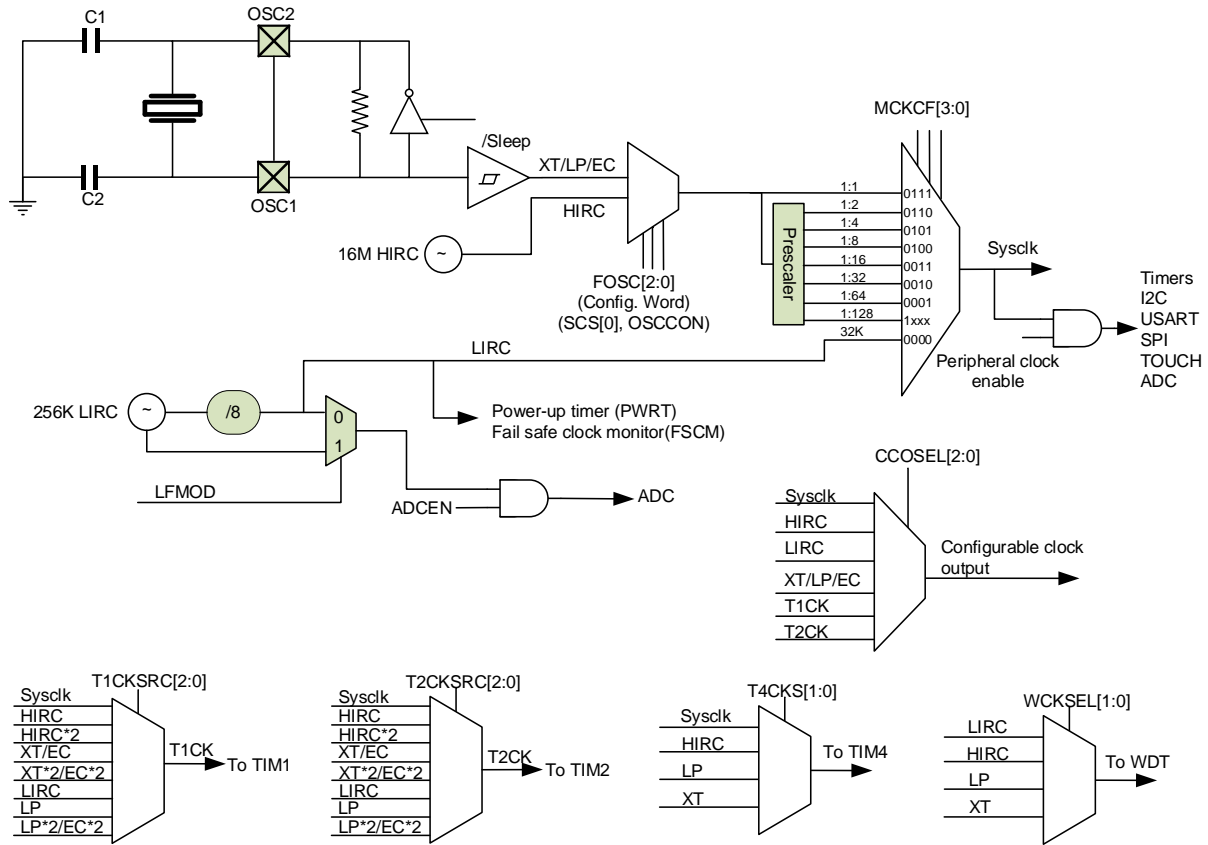 C1
OSC2
C2
OSC1
/Sleep
XT/LP/EC
HIRC
16M HIRC
~
FOSC[2:0]
(Config. Word)
(SCS[0], OSCCON)
MCKCF[3:0]
Prescaler
1:1
0111
1:2
0110
1:4
0101
1:8
0100
1:16
0011
1:32
0010
1:64
0001
1:128
1xxx
32K
0000
Sysclk
Peripheral clock
enable
Timers
I2C
USART
SPI
TOUCH
ADC
LIRC
256K LIRC
~
/8
0
1
LFMOD
Power-up timer (PWRT)
Fail safe clock monitor(FSCM)
ADCEN
ADC
CCOSEL[2:0]
Sysclk
HIRC
LIRC
XT/LP/EC
T1CK
T2CK
Configurable clock
output
T1CKSRC[2:0]
Sysclk
HIRC
HIRC*2
XT/EC
XT*2/EC*2
LIRC
LP
LP*2/EC*2
T1CK
To TIM1
T2CKSRC[2:0]
Sysclk
HIRC
HIRC*2
XT/EC
XT*2/EC*2
LIRC
LP
LP*2/EC*2
T2CK
To TIM2
T4CKS[1:0]
Sysclk
HIRC
LP
XT
To TIM4
WCKSEL[1:0]
LIRC
HIRC
LP
XT
To WDT